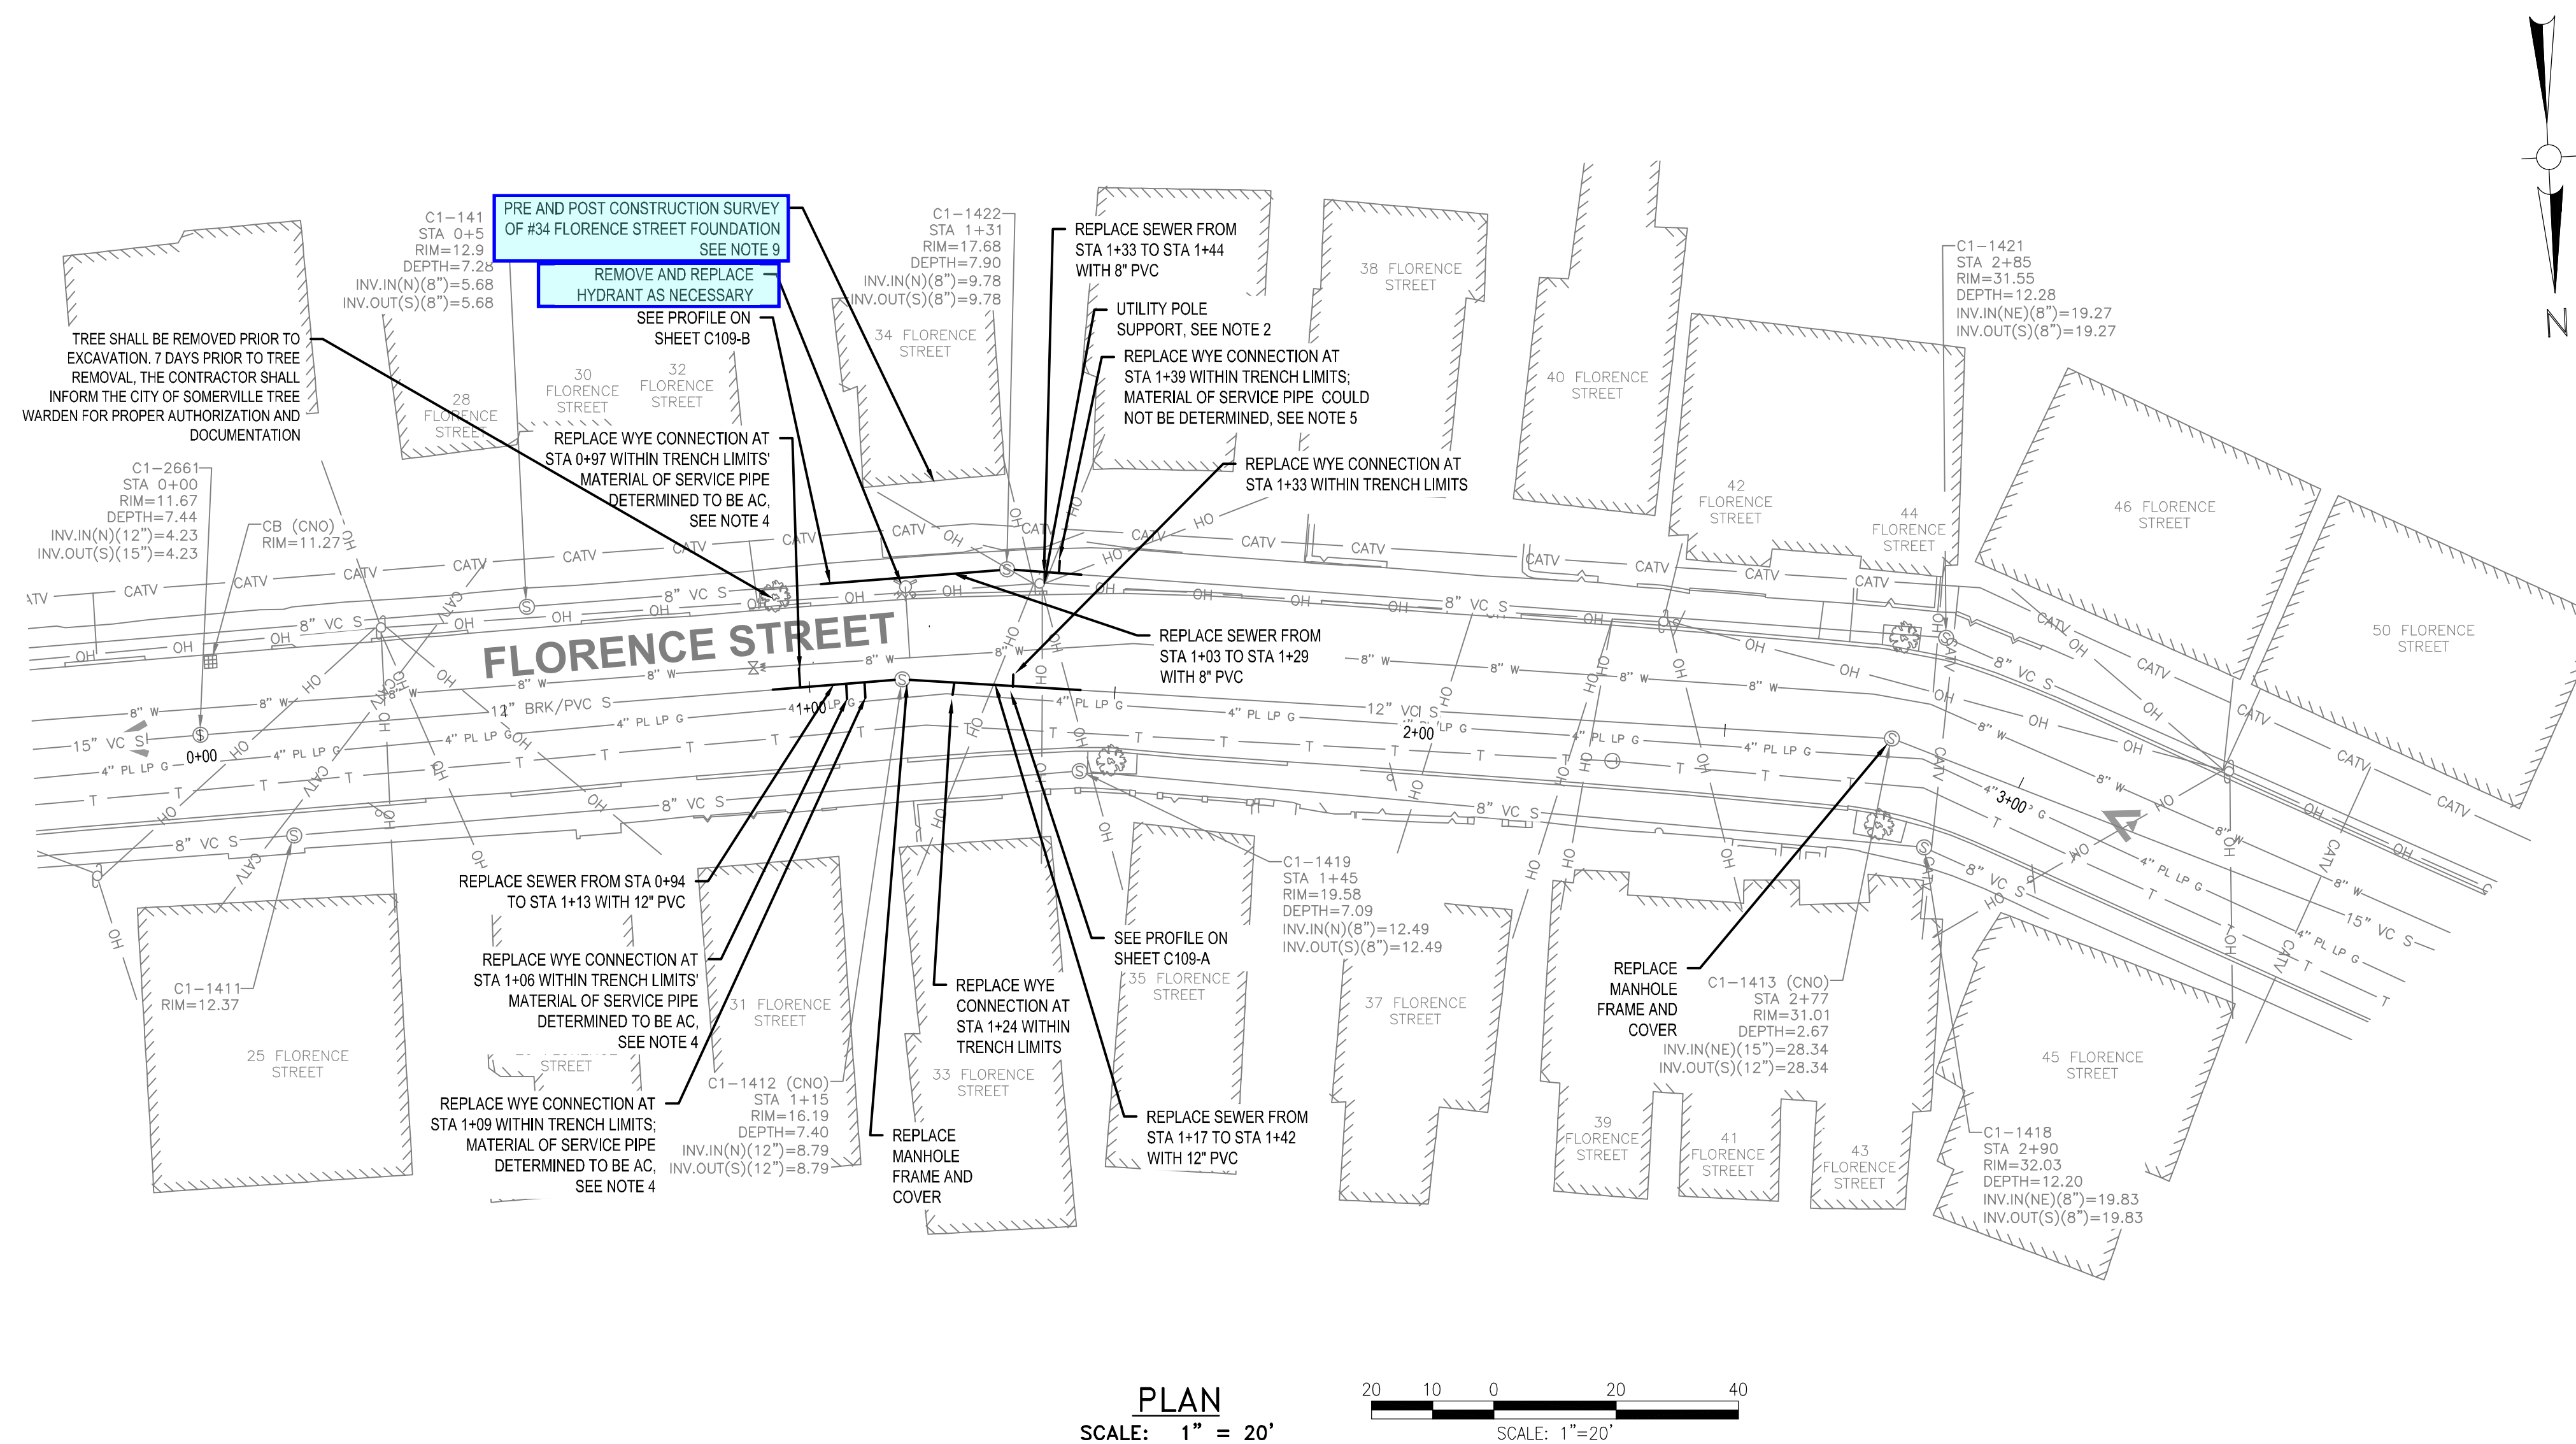 PRE AND POST CONSTRUCTION SURVEY
OF #34 FLORENCE STREET FOUNDATION
SEE NOTE 9
REMOVE AND REPLACE
HYDRANT AS NECESSARY
SEE PROFILE ON
SHEET C109-B
C1-141
STA 0+5
RIM=12.9
DEPTH=7.28
INV.IN(N)(8")=5.68
INV.OUT(S)(8")=5.68
C1-1422
STA 1+31
RIM=17.68
DEPTH=7.90
INV.IN(N)(8")=9.78
INV.OUT(S)(8")=9.78
REPLACE SEWER FROM
STA 1+33 TO STA 1+44
WITH 8" PVC
UTILITY POLE
SUPPORT, SEE NOTE 2
REPLACE WYE CONNECTION AT
STA 1+39 WITHIN TRENCH LIMITS;
MATERIAL OF SERVICE PIPE COULD
NOT BE DETERMINED, SEE NOTE 5
REPLACE WYE CONNECTION AT
STA 1+33 WITHIN TRENCH LIMITS
C1-1421
STA 2+85
RIM=31.55
DEPTH=12.28
INV.IN(NE)(8")=19.27
INV.OUT(S)(8")=19.27
N
TREE SHALL BE REMOVED PRIOR TO
EXCAVATION. 7 DAYS PRIOR TO TREE
REMOVAL, THE CONTRACTOR SHALL
INFORM THE CITY OF SOMERVILLE TREE
WARDEN FOR PROPER AUTHORIZATION AND
DOCUMENTATION
REPLACE WYE CONNECTION AT
STA 0+97 WITHIN TRENCH LIMITS'
MATERIAL OF SERVICE PIPE
DETERMINED TO BE AC,
SEE NOTE 4
28
FLORENCE
STREET
30
FLORENCE
STREET
32
FLORENCE
STREET
34 FLORENCE
STREET
38 FLORENCE
STREET
40 FLORENCE
STREET
42
FLORENCE
STREET
44
FLORENCE
STREET
46 FLORENCE
STREET
50 FLORENCE
STREET
C1-2661
STA 0+00
RIM=11.67
DEPTH=7.44
INV.IN(N)(12")=4.23
INV.OUT(S)(15")=4.23
CB (CNO)
RIM=11.27
FLORENCE STREET
CATV
OH
8" VC S
8" W
12" BRK/PVC S
15" VC S
4" PL LP G
T
0+00
1+00
12" VC S
2+00
3+00
15" VC S
REPLACE SEWER FROM
STA 1+03 TO STA 1+29
WITH 8" PVC
REPLACE SEWER FROM STA 0+94
TO STA 1+13 WITH 12" PVC
REPLACE WYE CONNECTION AT
STA 1+06 WITHIN TRENCH LIMITS'
MATERIAL OF SERVICE PIPE
DETERMINED TO BE AC,
SEE NOTE 4
REPLACE WYE CONNECTION AT
STA 1+09 WITHIN TRENCH LIMITS;
MATERIAL OF SERVICE PIPE
DETERMINED TO BE AC,
SEE NOTE 4
C1-1411
RIM=12.37
25 FLORENCE
STREET
STREET
31 FLORENCE
STREET
C1-1412 (CNO)
STA 1+15
RIM=16.19
DEPTH=7.40
INV.IN(N)(12")=8.79
INV.OUT(S)(12")=8.79
REPLACE
MANHOLE
FRAME AND
COVER
REPLACE WYE
CONNECTION AT
STA 1+24 WITHIN
TRENCH LIMITS
33 FLORENCE
STREET
SEE PROFILE ON
SHEET C109-A
35 FLORENCE
STREET
REPLACE SEWER FROM
STA 1+17 TO STA 1+42
WITH 12" PVC
C1-1419
STA 1+45
RIM=19.58
DEPTH=7.09
INV.IN(N)(8")=12.49
INV.OUT(S)(8")=12.49
37 FLORENCE
STREET
REPLACE
MANHOLE
FRAME AND
COVER
C1-1413 (CNO)
STA 2+77
RIM=31.01
DEPTH=2.67
INV.IN(NE)(15")=28.34
INV.OUT(S)(12")=28.34
39
FLORENCE
STREET
41
FLORENCE
STREET
43
FLORENCE
STREET
45 FLORENCE
STREET
C1-1418
STA 2+90
RIM=32.03
DEPTH=12.20
INV.IN(NE)(8")=19.83
INV.OUT(S)(8")=19.83
PLAN
SCALE: 1" = 20'
20 10 0 20 40
SCALE: 1"=20'